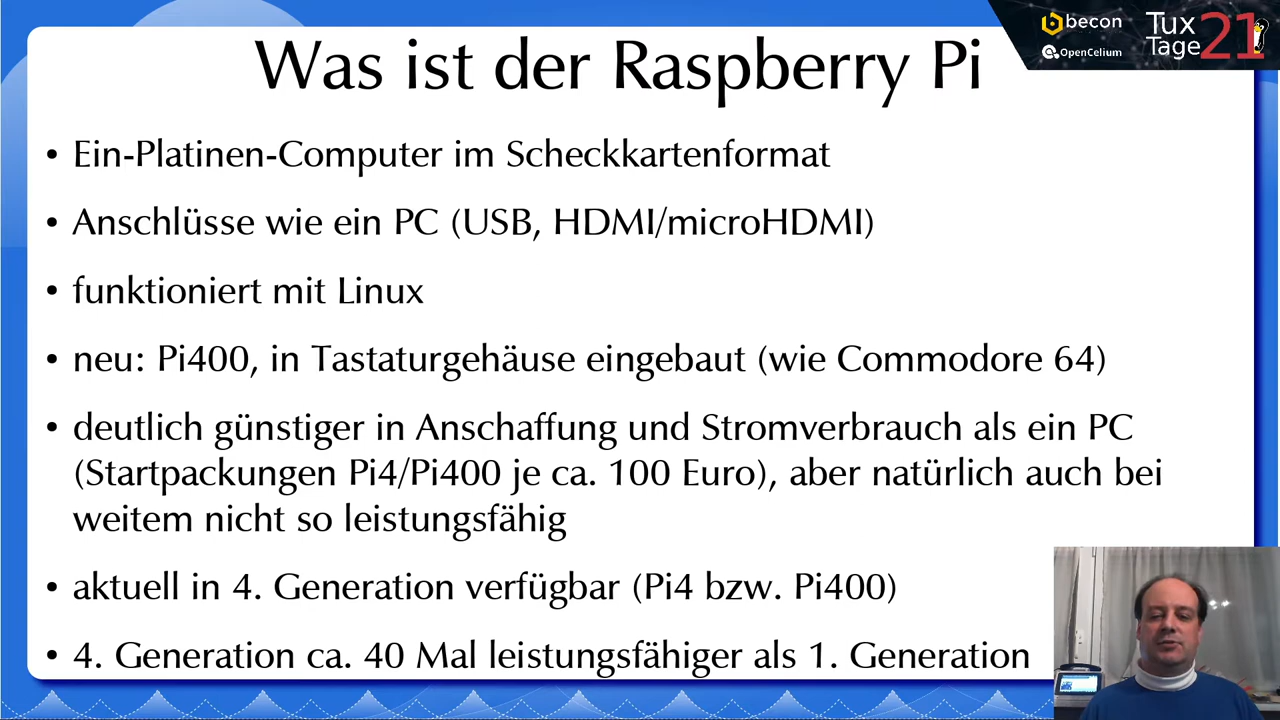 Was ist der Raspberry Pi
becon
OpenCelium
Tux
Tage
21
• Ein-Platinen-Computer im Scheckkartenformat
• Anschlüsse wie ein PC (USB, HDMI/microHDMI)
• funktioniert mit Linux
• neu: Pi400, in Tastaturgehäuse eingebaut (wie Commodore 64)
• deutlich günstiger in Anschaffung und Stromverbrauch als ein PC
(Startpackungen Pi4/Pi400 je ca. 100 Euro), aber natürlich auch bei
weitem nicht so leistungsfähig
• aktuell in 4. Generation verfügbar (Pi4 bzw. Pi400)
• 4. Generation ca. 40 Mal leistungsfähiger als 1. Generation